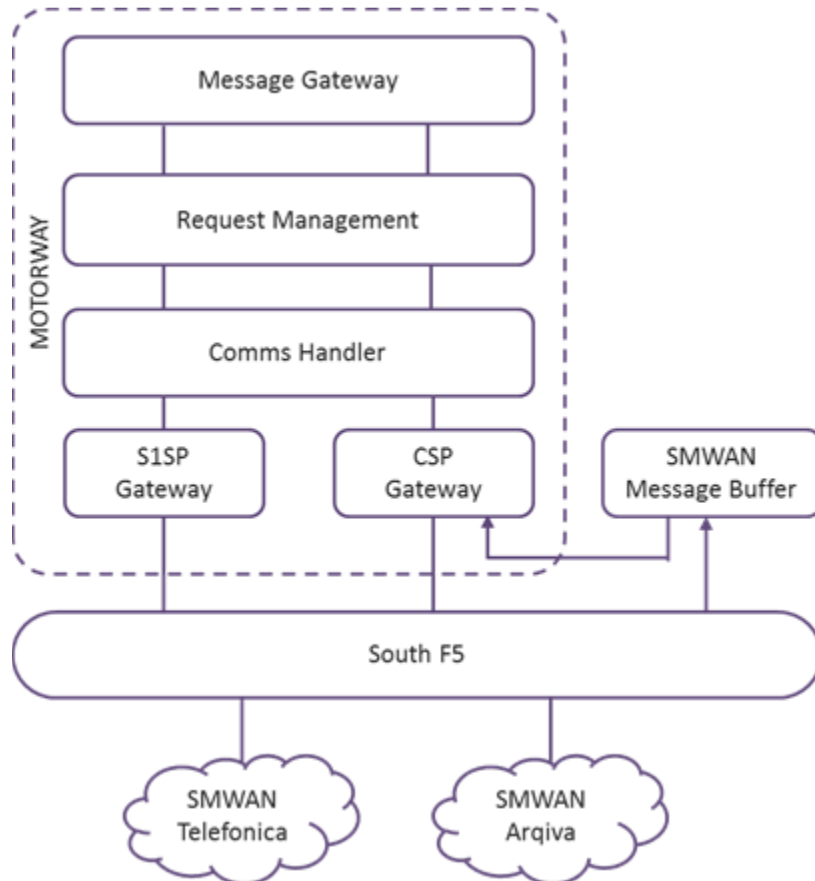 Message Gateway
Request Management
MOTORWAY
Comms Handler
S1SP
Gateway
CSP
Gateway
SMWAN
Message Buffer
South F5
SMWAN
Telefonica
SMWAN
Arqiva